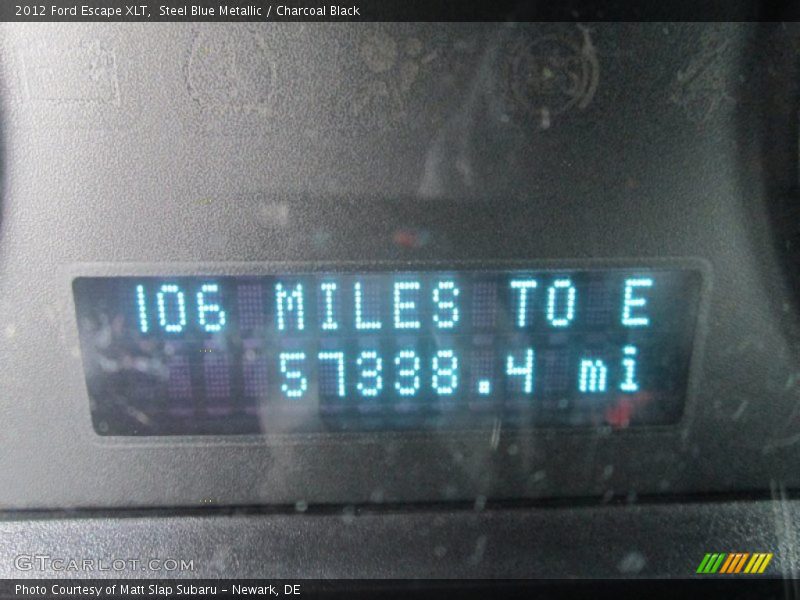 2012 Ford Escape XLT, Steel Blue Metallic / Charcoal Black
106 MILES TO E
57338.4 mi
GTCARLOT.COM
Photo Courtesy of Matt Slap Subaru - Newark, DE